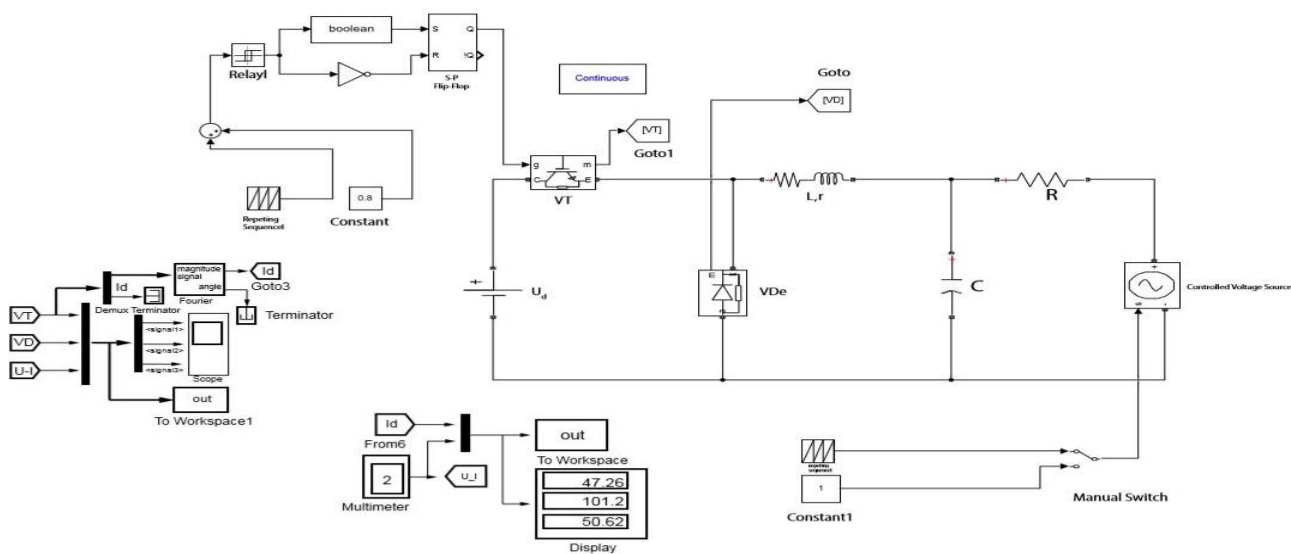 boolean
S
Q
R
!Q
S-P
Flip-Flop
Relayl
Continuous
Goto
[VD]
[VT]
Goto1
g
m
C
E
VT
L,r
R
Repeting
Sequencel
0.8
Constant
U d
E
VDe
C
+
s
-
Controlled Voltage Source
VT
VD
U-I
Id
Demux Terminator
magnitude
signal
angle
Fourier
Id
Goto3
Terminator
<signal1>
<signal2>
<signal3>
Scope
out
To Workspace1
Id
From6
2
Multimeter
U_I
out
To Workspace
47.26
101.2
50.62
Display
1
Constant1
Manual Switch